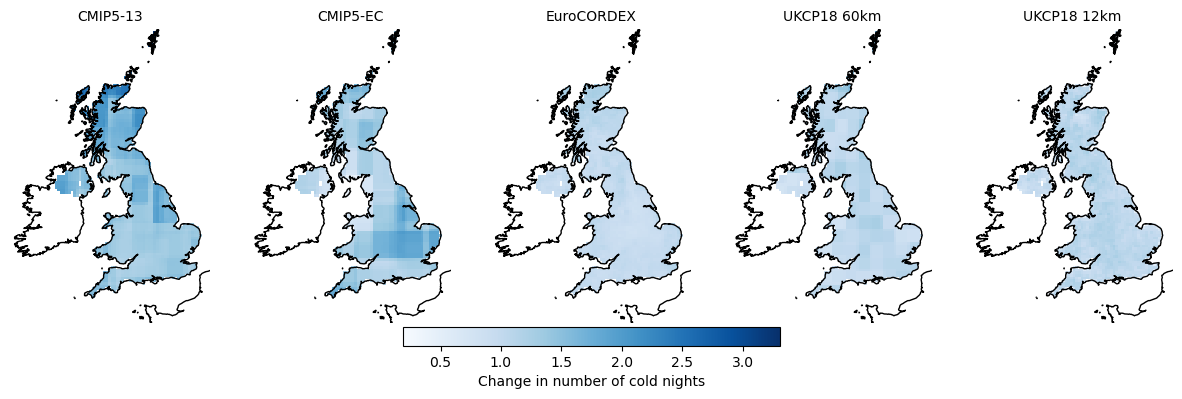 CMIP5-13 CMIP5-EC EuroCORDEX UKCP18 60km UKCP18 12km
0.5 1.0 1.5 2.0 2.5 3.0
Change in number of cold nights